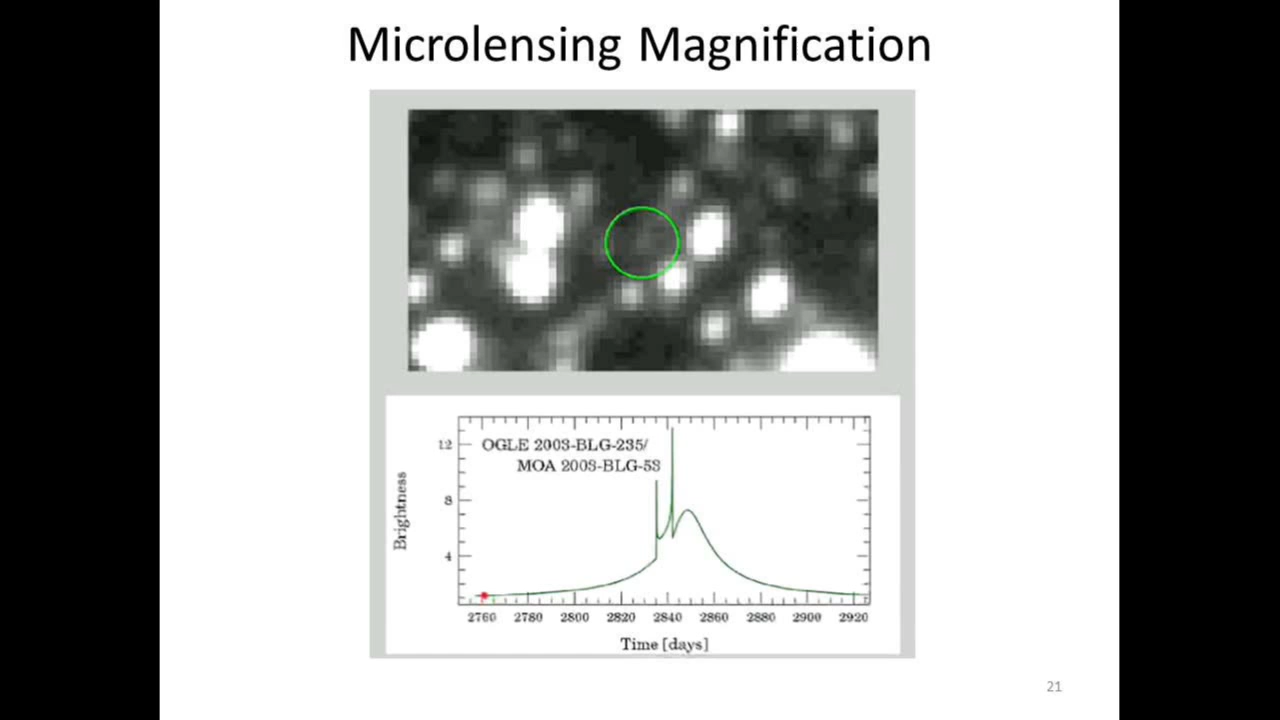 Microlensing Magnification
OGLE 2003-BLG-235/
MOA 2003-BLG-53
12
8
4
Brightness
2760 2780 2800 2820 2840 2860 2880 2900 2920
Time [days]
21